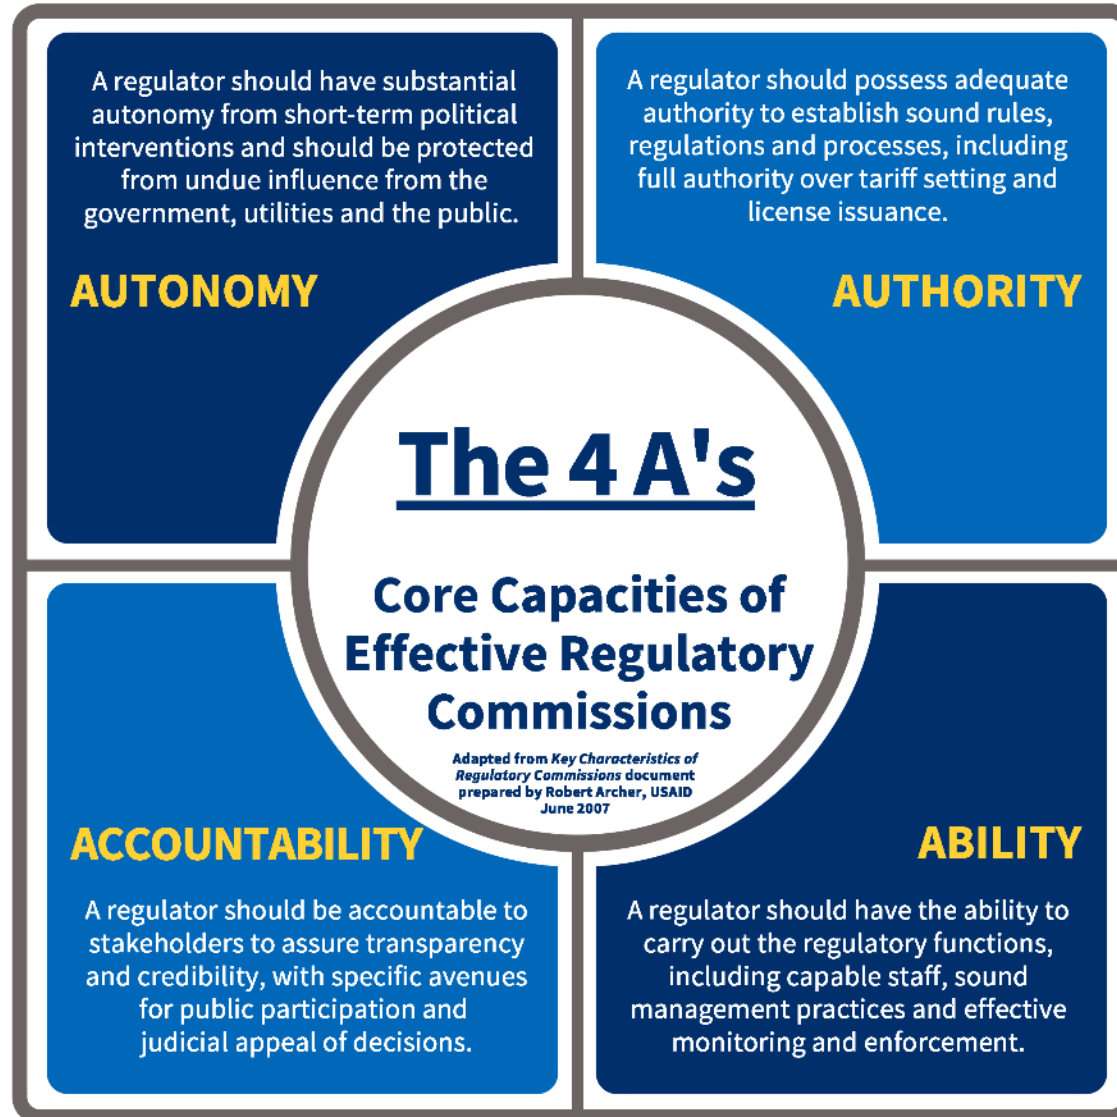 A regulator should have substantial
autonomy from short-term political
interventions and should be protected
from undue influence from the
government, utilities and the public.
AUTONOMY
A regulator should possess adequate
authority to establish sound rules,
regulations and processes, including
full authority over tariff setting and
license issuance.
AUTHORITY
The 4 A's
Core Capacities of
Effective Regulatory
Commissions
Adapted from Key Characteristics of
Regulatory Commissions document
prepared by Robert Archer, USAID
June 2007
ACCOUNTABILITY
A regulator should be accountable to
stakeholders to assure transparency
and credibility, with specific avenues
for public participation and
judicial appeal of decisions.
ABILITY
A regulator should have the ability to
carry out the regulatory functions,
including capable staff, sound
management practices and effective
monitoring and enforcement.